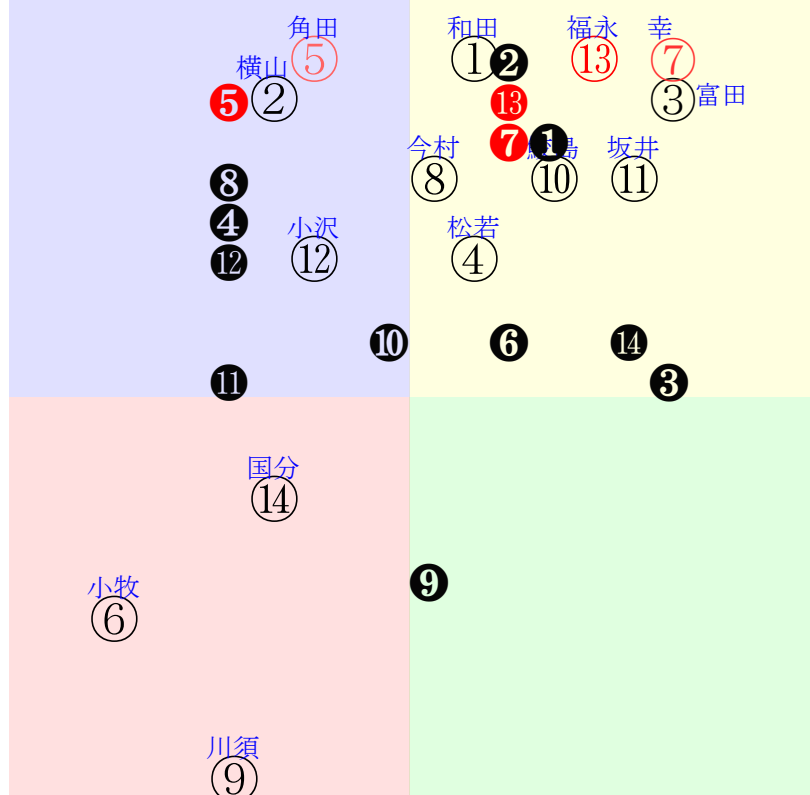 角田 和田 福永 幸
⑤ ① ❷ ⑬ ⑦
横山
❺ ② ⓭ ③ 富田
❼ ❶
今村 島 坂井
❽ ⑧ ⑩ ⑪
❹ 小沢 松若
⓬ ⑫ ④
❿ ❻ ⓮
⓫ ❸
国分
⑭
小牧 ❾
⑥
川須
⑨